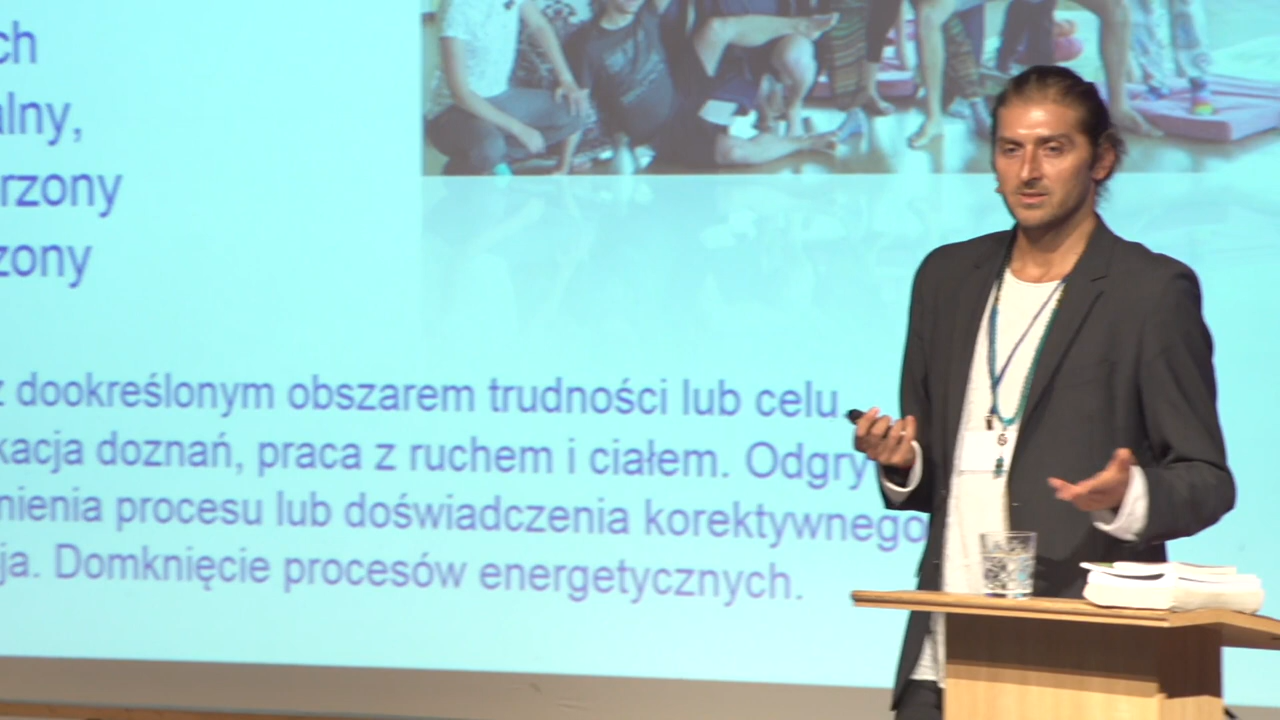 ch
alny,
rzony
zony
z dookreślonym obszarem trudności lub celu.
kacja doznań, praca z ruchem i ciałem. Odgry
nienia procesu lub doświadczenia korektywnego
ja. Domknięcie procesów energetycznych.